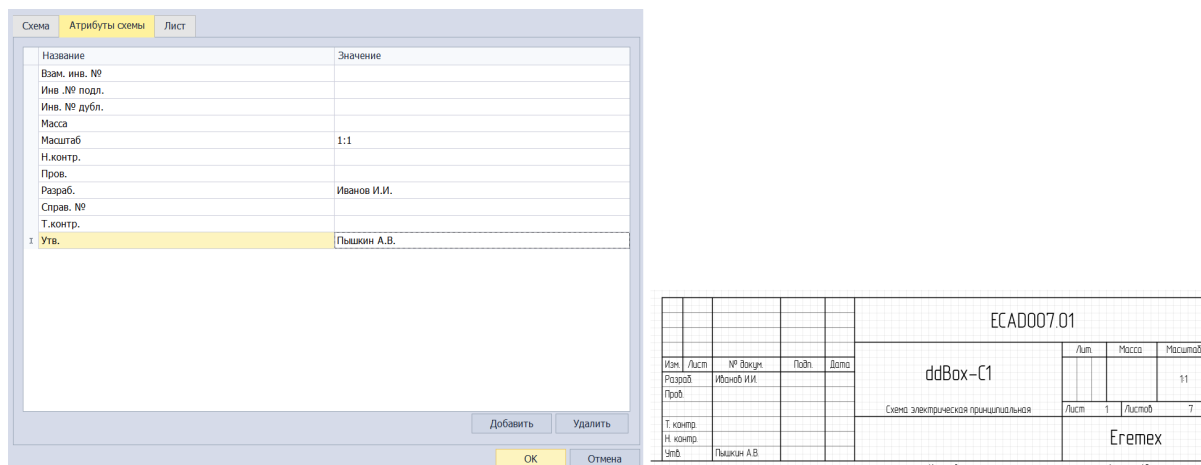 Схема Атрибуты схемы Лист
Название Значение
Взам. инв. №
Инв .№ подл.
Инв. № дубл.
Масса
Масштаб 1:1
Н.контр.
Пров.
Разраб. Иванов И.И.
Справ. №
Т.контр.
Утв. Пышкин А.В.
Добавить Удалить
ОК Отмена
ECAD007.01
Лит. Масса Масштаб
Изм. Лист № докум. Подп. Дата
ddBox-C1
Разраб. Иванов И.И. 1:1
Пров.
Схема электрическая принципиальная Лист 1 Листов 7
Т. контр.
Н. контр. Eremex
Утв. Пышкин А.В.